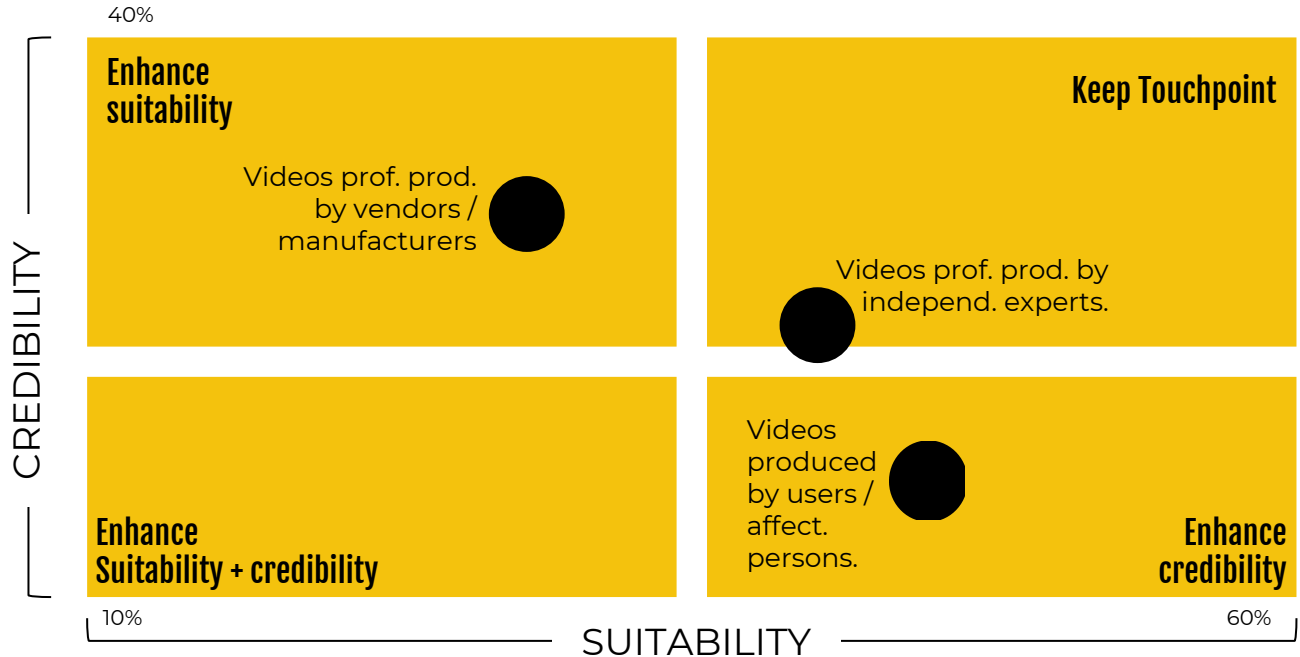 40%
Enhance
suitability
Keep Touchpoint
Videos prof. prod.
by vendors /
manufacturers
Videos prof. prod. by
independ. experts.
CREDIBILITY
Videos
produced
by users /
affect.
persons.
Enhance
Suitability + credibility
Enhance
credibility
10%
60%
SUITABILITY